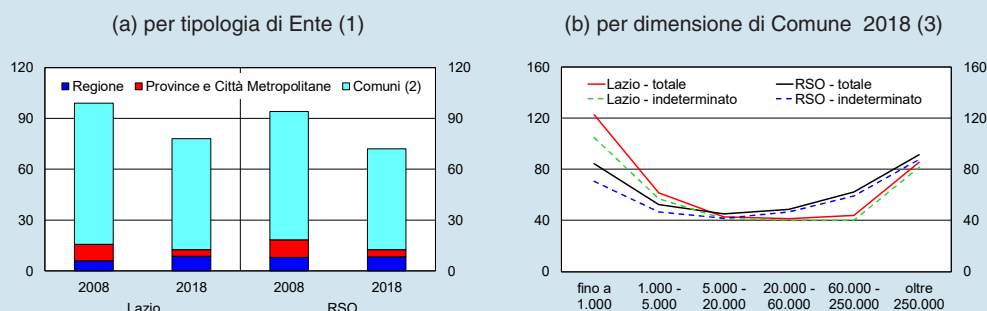 (a) per tipologia di Ente (1)
120 120
Regione Province e Città Metropolitane Comuni (2)
90 90
60 60
30 30
0 0
2008 2018 2008 2018
Lazio RSO
(b) per dimensione di Comune 2018 (3)
160 160
Lazio - totale RSO - totale
Lazio - indeterminato RSO - indeterminato
120 120
80 80
40 40
0 0
fino a 1.000 - 5.000 - 20.000 - 60.000 - oltre
1.000 5.000 20.000 60.000 250.000 250.000